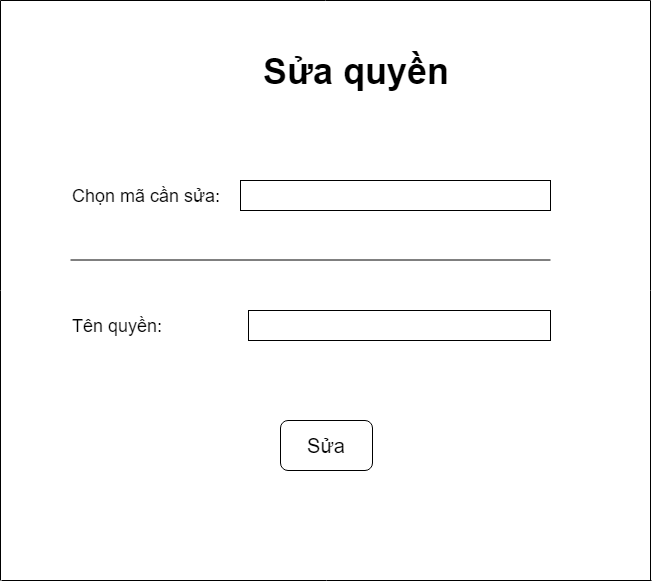 Sửa quyền
Chọn mã cần sửa:
Tên quyền:
Sửa